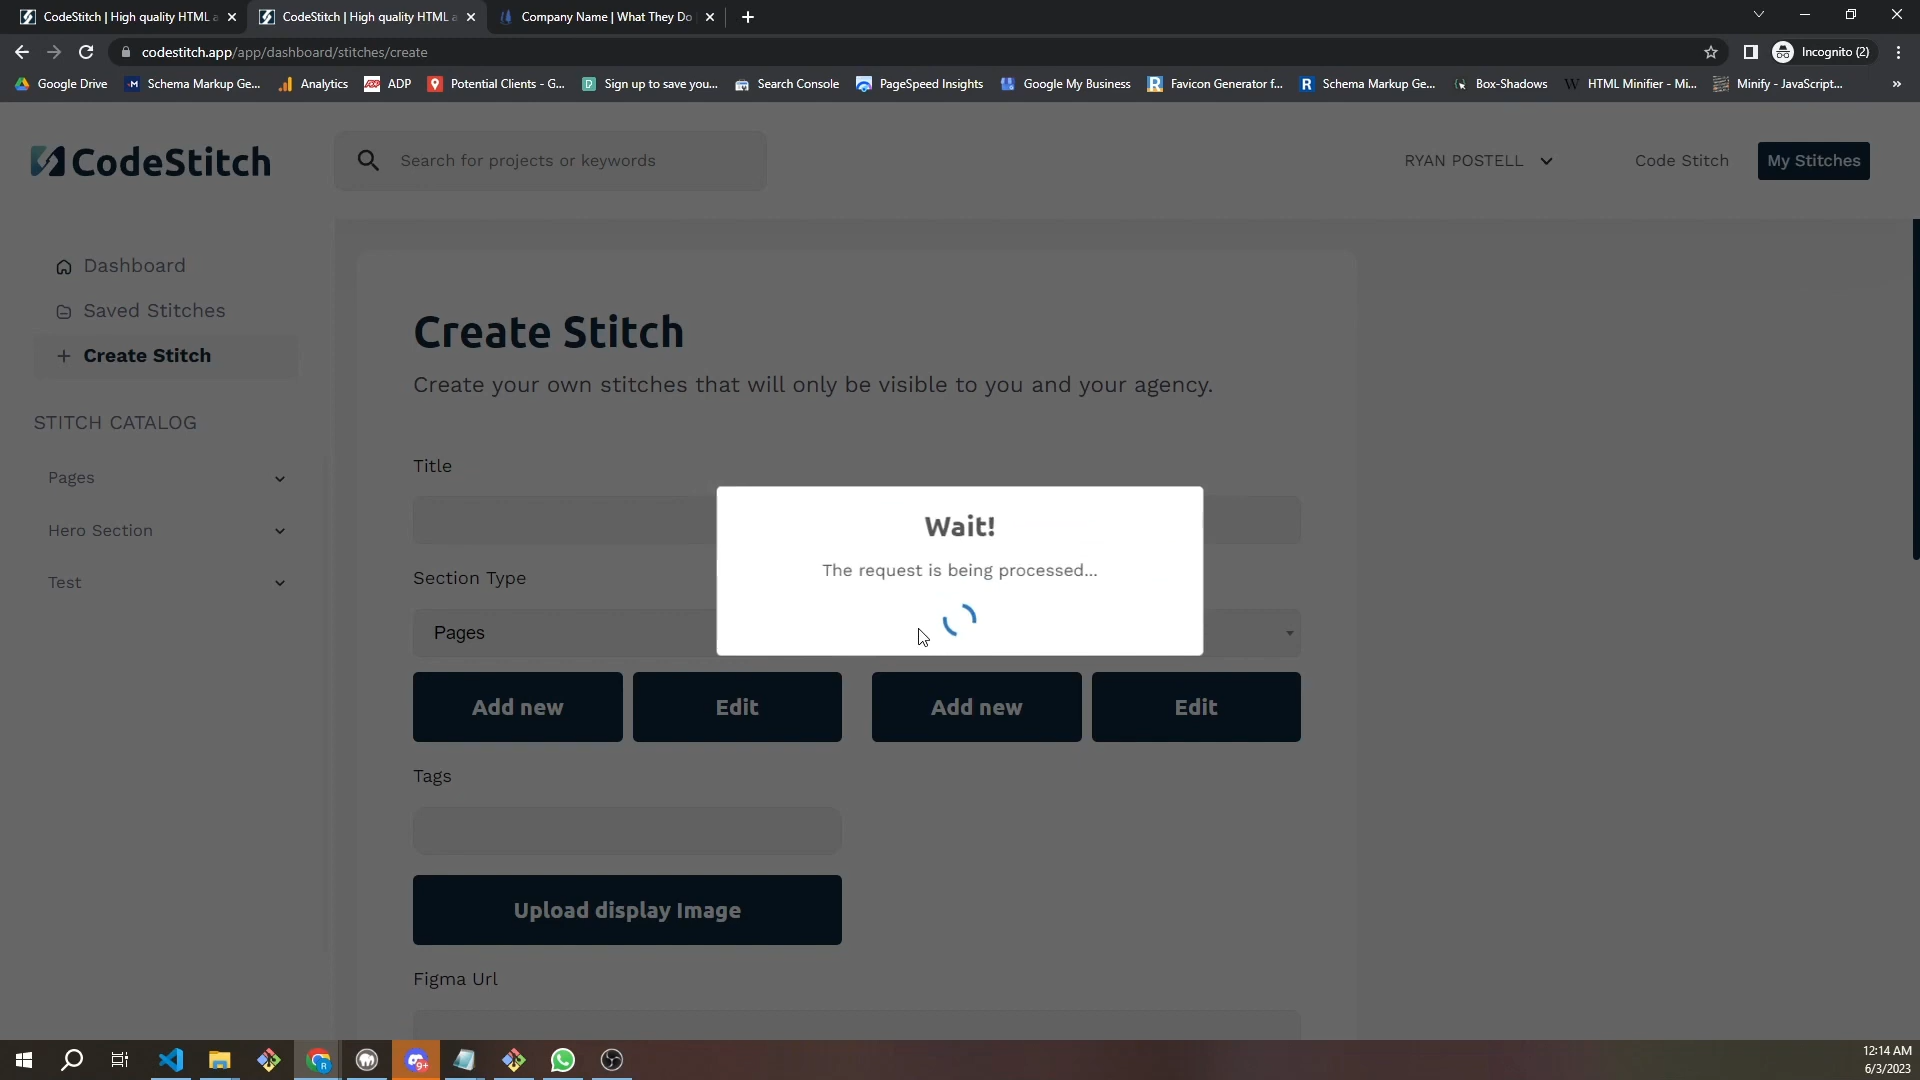 CodeStitch | High quality HTML a
CodeStitch | High quality HTML a
Company Name | What They Do
codestitch.app/app/dashboard/stitches/create
Incognito (2)
Google Drive
Schema Markup Ge...
Analytics
ADP
Potential Clients - G...
Sign up to save you...
Search Console
PageSpeed Insights
Google My Business
Favicon Generator f...
Schema Markup Ge...
Box-Shadows
HTML Minifier - Mi...
Minify - JavaScript...
»
CodeStitch
Search for projects or keywords
RYAN POSTELL
Code Stitch
My Stitches
Dashboard
Saved Stitches
Create Stitch
STITCH CATALOG
Pages
Hero Section
Test
Create Stitch
Create your own stitches that will only be visible to you and your agency.
Title
Section Type
Pages
Wait!
The request is being processed...
Add new
Edit
Add new
Edit
Tags
Upload display Image
Figma Url
9+
12:14 AM
6/3/2023